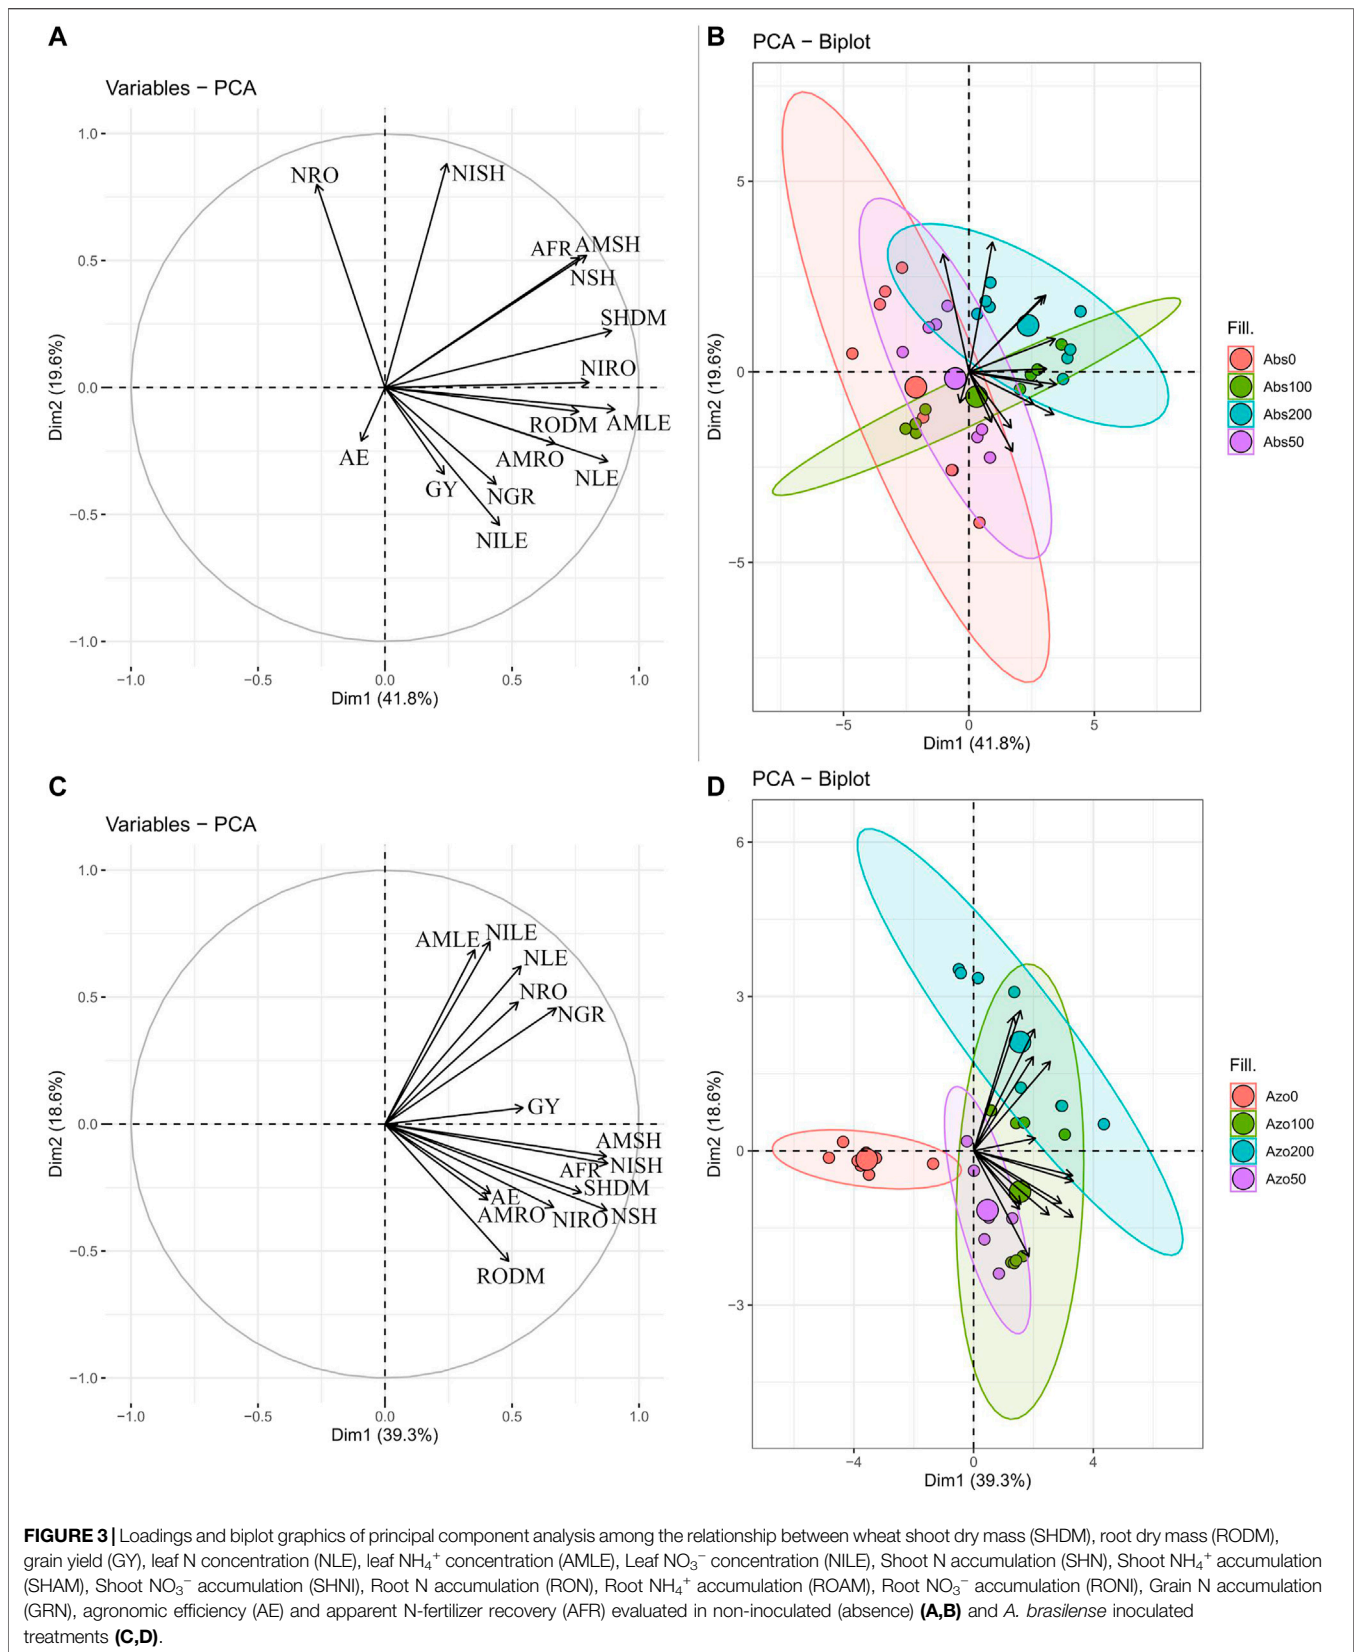 A
Variables − PCA
1.0
0.5
0.0
−0.5
−1.0
Dim2 (19.6%)
NRO
NISH
AFR
AMSH
NSH
SHDM
NIRO
RODM
AMLE
AMRO
NLE
AE
GY
NGR
NILE
−1.0
−0.5
0.0
0.5
1.0
Dim1 (41.8%)
B
PCA − Biplot
5
0
−5
Dim2 (19.6%)
−5
0
5
Dim1 (41.8%)
Fill.
Abs0
Abs100
Abs200
Abs50
C
Variables − PCA
1.0
0.5
0.0
−0.5
−1.0
Dim2 (18.6%)
AMLE
NILE
NLE
NRO
NGR
GY
AMSH
AFR
NISH
SHDM
AE
AMRO
NIRO
NSH
RODM
−1.0
−0.5
0.0
0.5
1.0
Dim1 (39.3%)
D
PCA − Biplot
6
3
0
−3
Dim2 (18.6%)
−4
0
4
Dim1 (39.3%)
Fill.
Azo0
Azo100
Azo200
Azo50
FIGURE 3 | Loadings and biplot graphics of principal component analysis among the relationship between wheat shoot dry mass (SHDM), root dry mass (RODM),
grain yield (GY), leaf N concentration (NLE), leaf NH₄⁺ concentration (AMLE), Leaf NO₃⁻ concentration (NILE), Shoot N accumulation (SHN), Shoot NH₄⁺ accumulation
(SHAM), Shoot NO₃⁻ accumulation (SHNI), Root N accumulation (RON), Root NH₄⁺ accumulation (ROAM), Root NO₃⁻ accumulation (RONI), Grain N accumulation
(GRN), agronomic efficiency (AE) and apparent N-fertilizer recovery (AFR) evaluated in non-inoculated (absence) (A,B) and A. brasilense inoculated
treatments (C,D).